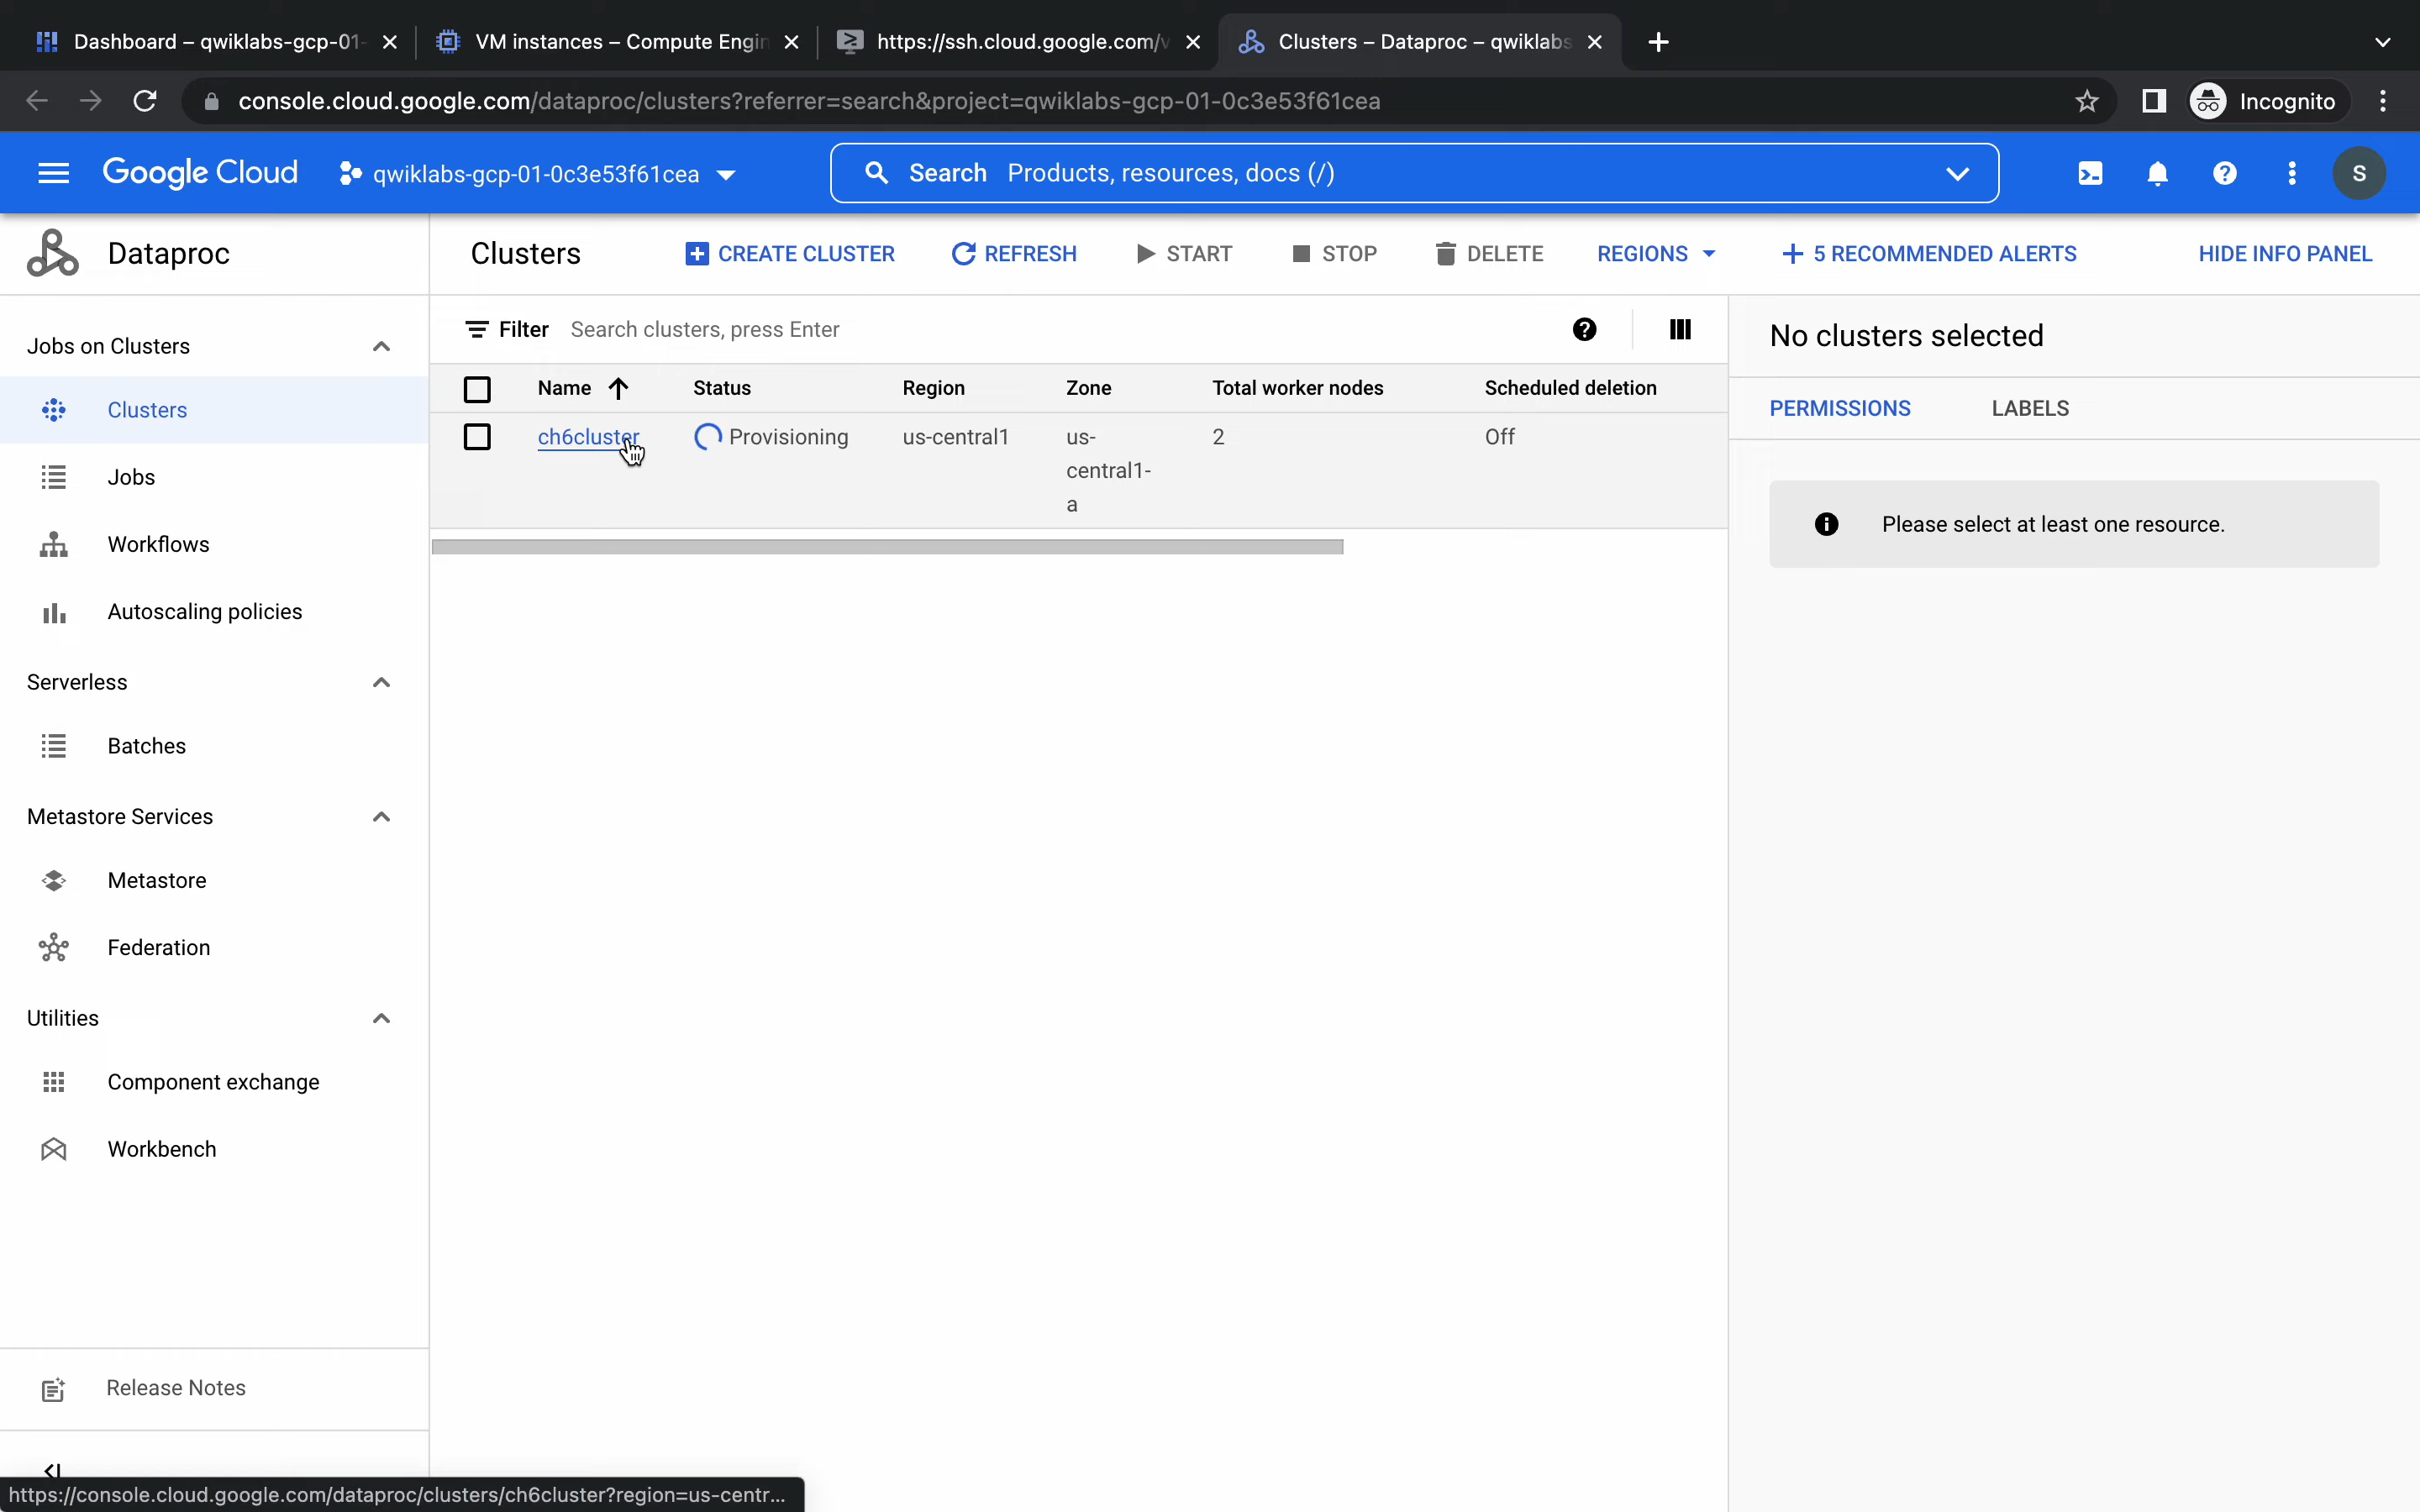 Dashboard – qwiklabs-gcp-01-
VM instances – Compute Engin
https://ssh.cloud.google.com/v
Clusters – Dataproc – qwiklabs
console.cloud.google.com/dataproc/clusters?referrer=search&project=qwiklabs-gcp-01-0c3e53f61cea
Incognito
Google Cloud
qwiklabs-gcp-01-0c3e53f61cea
Search Products, resources, docs (/)
S
Dataproc
Clusters
CREATE CLUSTER
REFRESH
START
STOP
DELETE
REGIONS
5 RECOMMENDED ALERTS
HIDE INFO PANEL
Jobs on Clusters
Clusters
Jobs
Workflows
Autoscaling policies
Serverless
Batches
Metastore Services
Metastore
Federation
Utilities
Component exchange
Workbench
Release Notes
Filter Search clusters, press Enter
Name Status Region Zone Total worker nodes Scheduled deletion
ch6cluster Provisioning us-central1 us- 2 Off
central1-
a
No clusters selected
PERMISSIONS LABELS
Please select at least one resource.
https://console.cloud.google.com/dataproc/clusters/ch6cluster?region=us-centr...